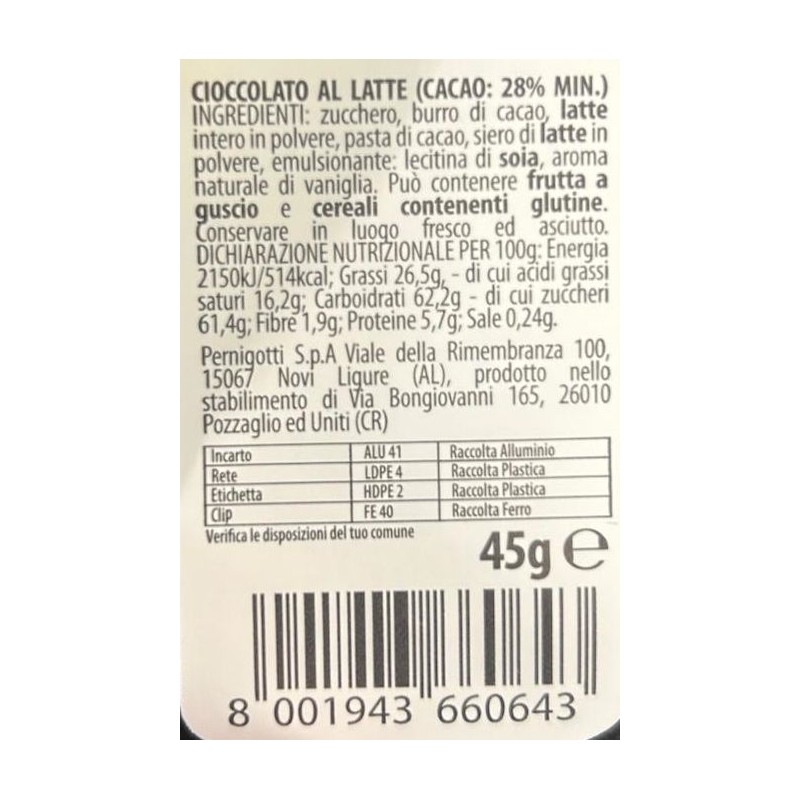 CIOCCOLATO AL LATTE (CACAO: 28% MIN.)
INGREDIENTI: zucchero, burro di cacao, latte
intero in polvere, pasta di cacao, siero di latte in
polvere, emulsionante: lecitina di soia, aroma
naturale di vaniglia. Può contenere frutta a
guscio e cereali contenenti glutine.
Conservare in luogo fresco ed asciutto.
DICHIARAZIONE NUTRIZIONALE PER 100g: Energia
2150kJ/514kcal; Grassi 26,5g, - di cui acidi grassi
saturi 16,2g; Carboidrati 62,2g - di cui zuccheri
61,4g; Fibre 1,9g; Proteine 5,7g; Sale 0,24g.
Pernigotti S.p.A Viale della Rimembranza 100,
15067 Novi Ligure (AL), prodotto nello
stabilimento di Via Bongiovanni 165, 26010
Pozzaglio ed Uniti (CR)
Incarto ALU 41 Raccolta Alluminio
Rete LDPE 4 Raccolta Plastica
Etichetta HDPE 2 Raccolta Plastica
Clip FE 40 Raccolta Ferro
Verifica le disposizioni del tuo comune
45g e
8 001943 660643